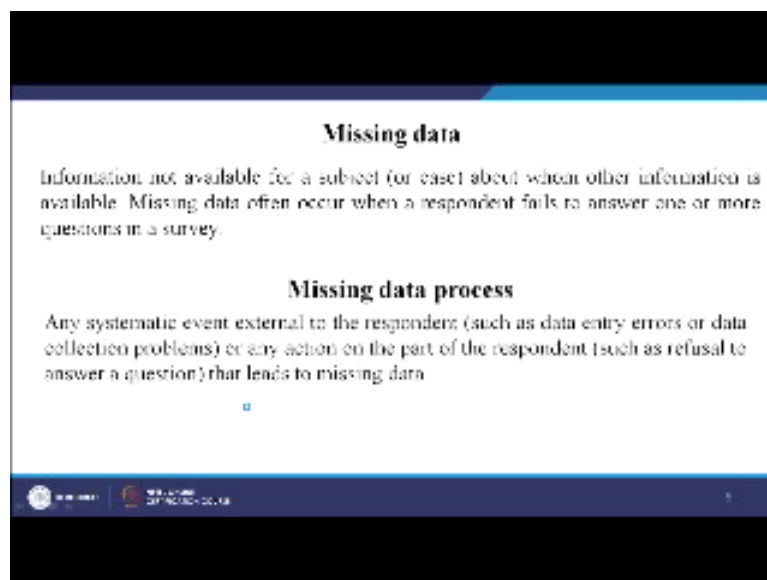 Missing data
Information not available for a subject (or case) about whom other information is
available. Missing data often occur when a respondent fails to answer one or more
questions in a survey.
Missing data process
Any systematic event external to the respondent (such as data entry errors or data
collection problems) or any action on the part of the respondent (such as refusal to
answer a question) that leads to missing data
CERTIFICATION COURSE